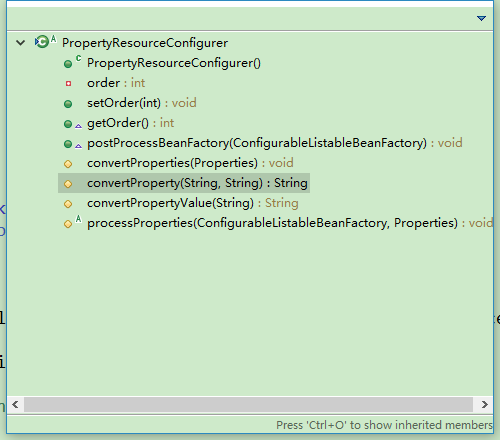 A PropertyResourceConfigurer
C PropertyResourceConfigurer()
order : int
setOrder(int) : void
getOrder() : int
postProcessBeanFactory(ConfigurableListableBeanFactory) : void
convertProperties(Properties) : void
convertProperty(String, String) : String
convertPropertyValue(String) : String
A processProperties(ConfigurableListableBeanFactory, Properties) : void
Press 'Ctrl+O' to show inherited members